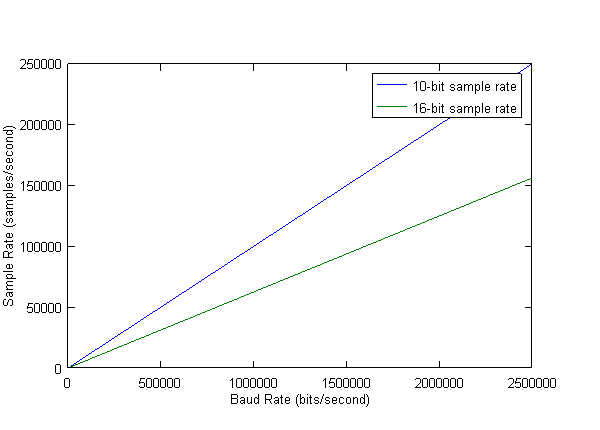 250000
200000
150000
100000
50000
0
Sample Rate (samples/second)
10-bit sample rate
16-bit sample rate
0 500000 1000000 1500000 2000000 2500000
Baud Rate (bits/second)